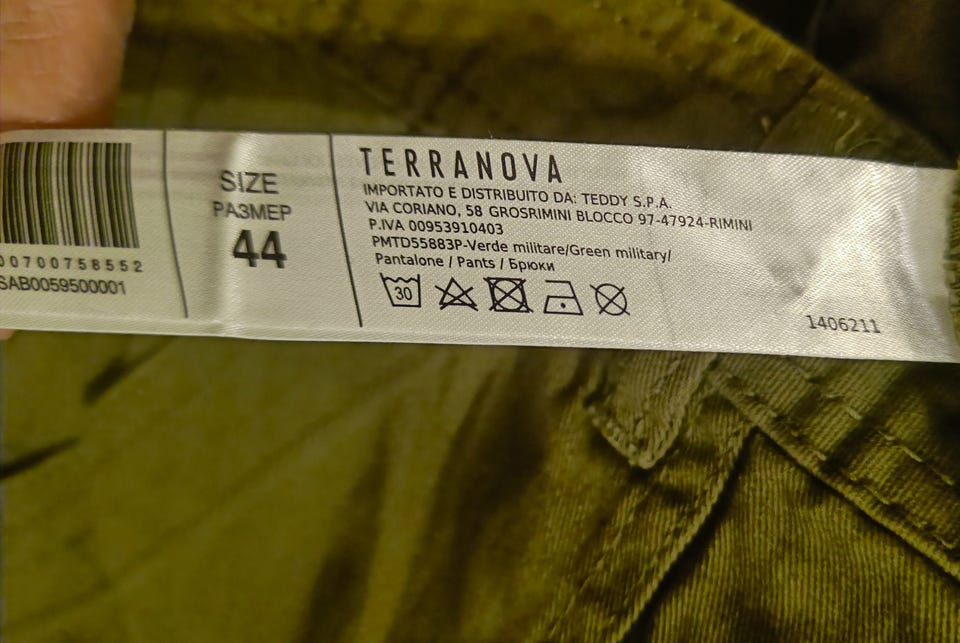 00700758552
SAB0059500001
SIZE
РАЗМЕР
44
TERRANOVA
IMPORTATO E DISTRIBUITO DA: TEDDY S.P.A.
VIA CORIANO, 58 GROSRIMINI BLOCCO 97-47924-RIMINI
P.IVA 00953910403
PMTD55883P-Verde militare/Green military/
Pantalone / Pants / Брюки
30
1406211